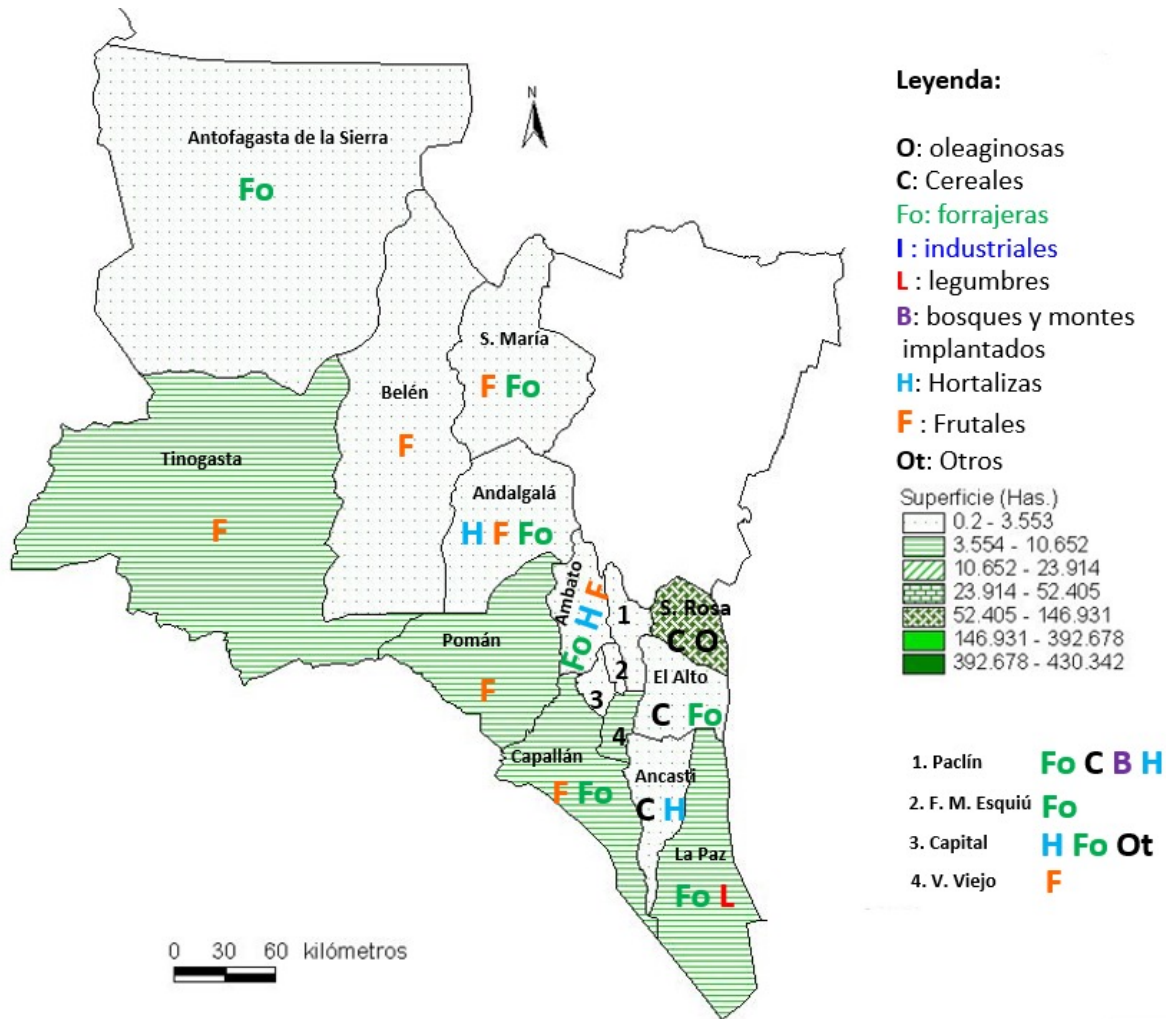 Leyenda:
O: oleaginosas
C: Cereales
Fo: forrajeras
I : industriales
L : legumbres
B: bosques y montes
implantados
H: Hortalizas
F : Frutales
Ot: Otros
Superficie (Has.)
0.2 - 3.553
3.554 - 10.652
10.652 - 23.914
23.914 - 52.405
52.405 - 146.931
146.931 - 392.678
392.678 - 430.342
N
Antofagasta de la Sierra
Fo
S. María
F Fo
Belén
F
Tinogasta
F
Andalgalá
H F Fo
Ambato
Fo H F
1
S. Rosa
C O
Pomán
F
2
El Alto
C Fo
3
4
Capallán
F Fo
Ancasti
C H
La Paz
Fo L
1. Paclín Fo C B H
2. F. M. Esquiú Fo
3. Capital H Fo Ot
4. V. Viejo F
0 30 60 kilómetros